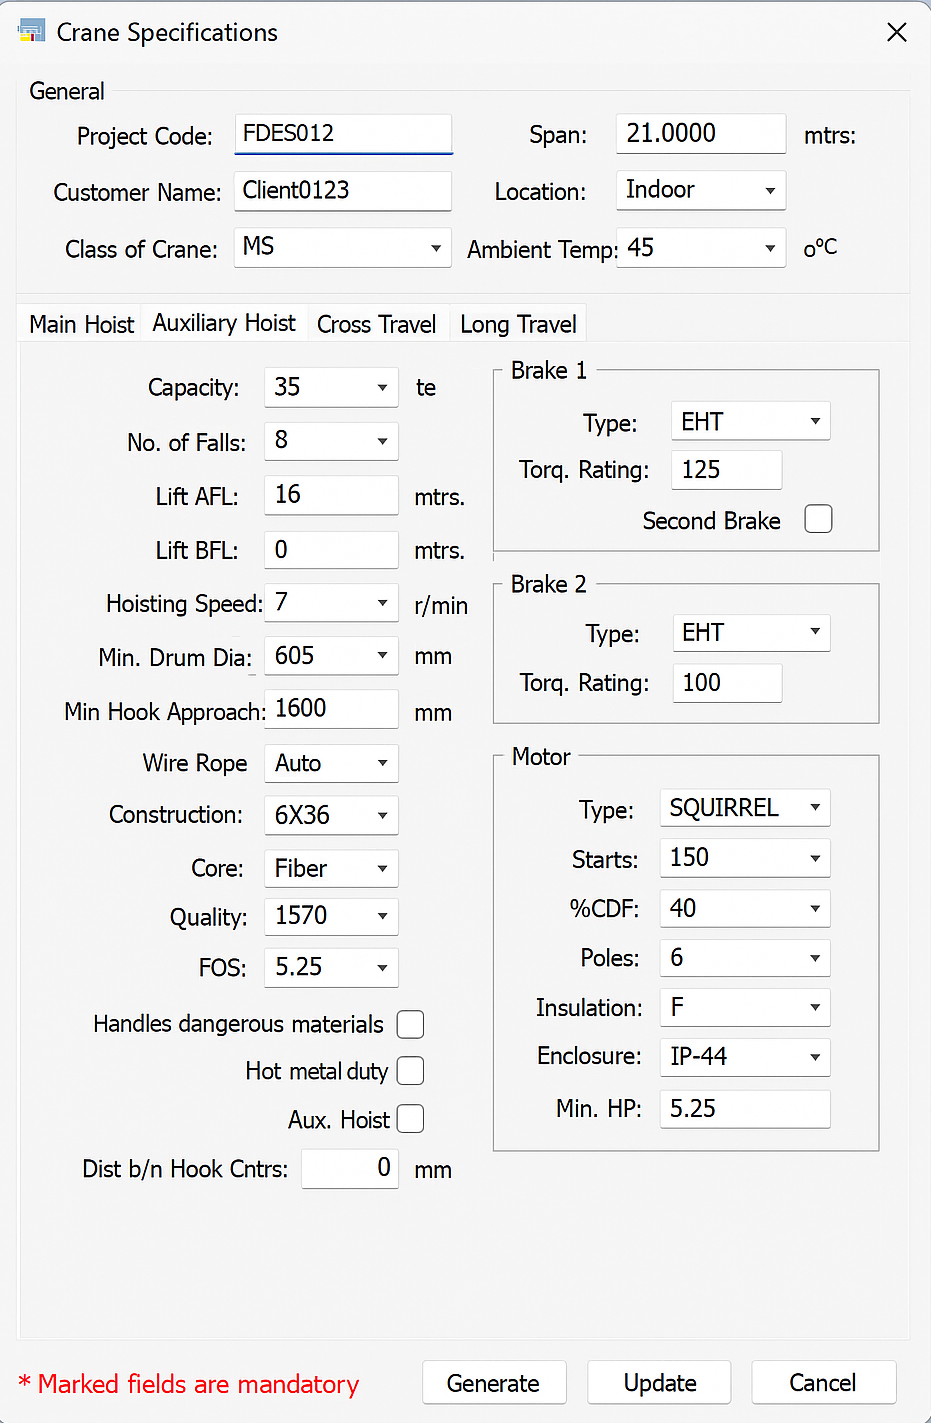 Crane Specifications
General
Project Code: FDES012 Span: 21.0000 mtrs:
Customer Name: Client0123 Location: Indoor
Class of Crane: MS Ambient Temp: 45 oºC
Main Hoist Auxiliary Hoist Cross Travel Long Travel
Capacity: 35 te
No. of Falls: 8
Lift AFL: 16 mtrs.
Lift BFL: 0 mtrs.
Hoisting Speed: 7 r/min
Min. Drum Dia: 605 mm
Min Hook Approach: 1600 mm
Wire Rope Auto
Construction: 6X36
Core: Fiber
Quality: 1570
FOS: 5.25
Handles dangerous materials
Hot metal duty
Aux. Hoist
Dist b/n Hook Cntrs: 0 mm
Brake 1
Type: EHT
Torq. Rating: 125
Second Brake
Brake 2
Type: EHT
Torq. Rating: 100
Motor
Type: SQUIRREL
Starts: 150
%CDF: 40
Poles: 6
Insulation: F
Enclosure: IP-44
Min. HP: 5.25
* Marked fields are mandatory
Generate Update Cancel